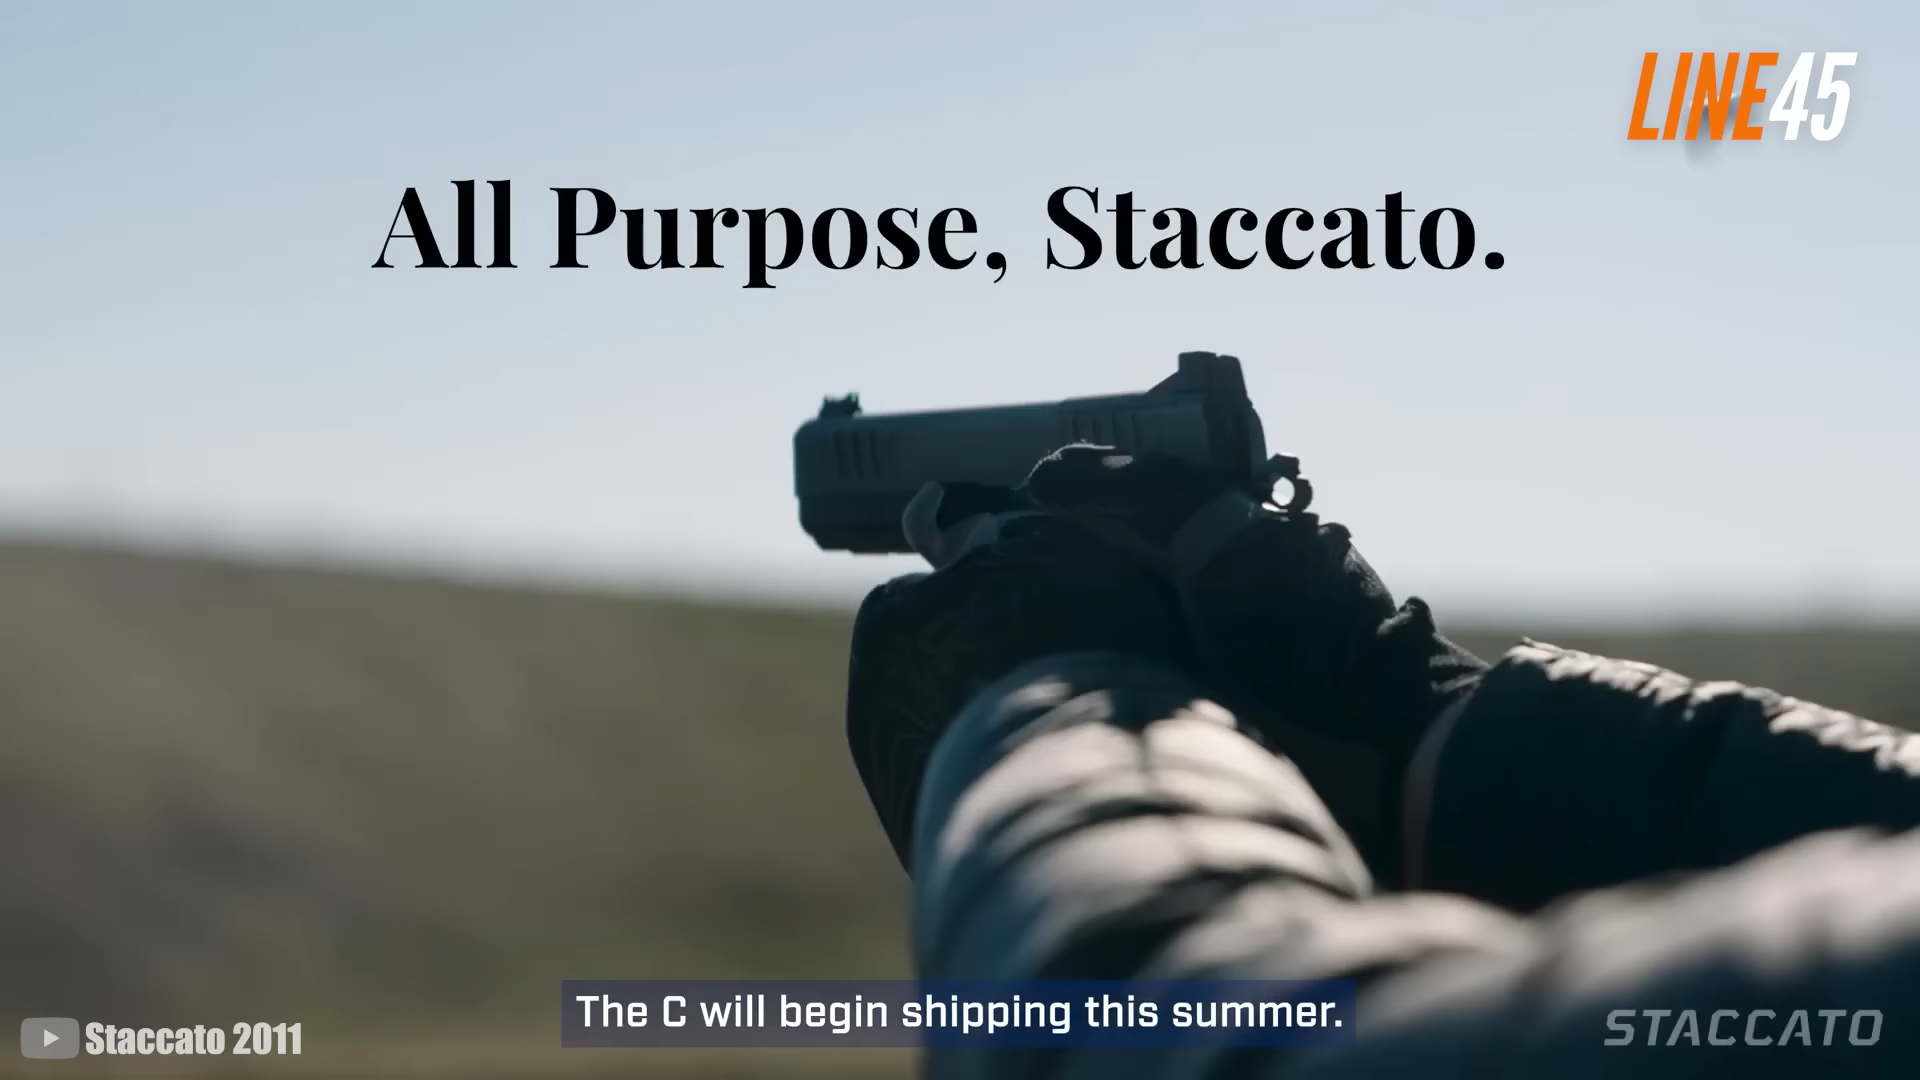 LINE45
All Purpose, Staccato.
The C will begin shipping this summer.
Staccato 2011
STACCATO